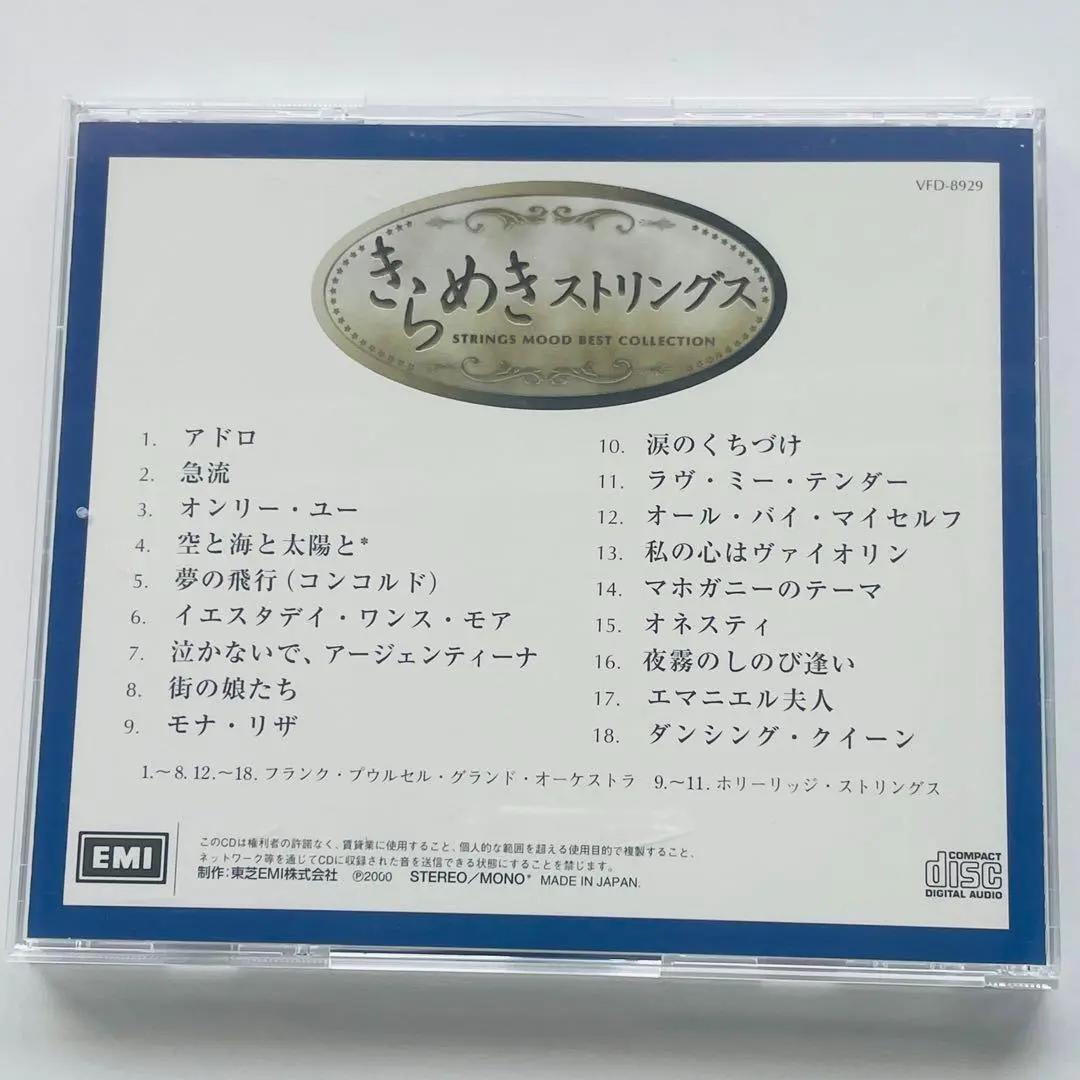 VFD-8929
きらめきストリングス
STRINGS MOOD BEST COLLECTION
1. アドロ
2. 急流
3. オンリー・ユー
4. 空と海と太陽と*
5. 夢の飛行(コンコルド)
6. イエスタデイ・ワンス・モア
7. 泣かないで、アージェンティーナ
8. 街の娘たち
9. モナ・リザ
10. 涙のくちづけ
11. ラヴ・ミー・テンダー
12. オール・バイ・マイセルフ
13. 私の心はヴァイオリン
14. マホガニーのテーマ
15. オネスティ
16. 夜霧のしのび逢い
17. エマニエル夫人
18. ダンシング・クイーン
1.〜8. 12.〜18. フランク・プウルセル・グランド・オーケストラ 9.〜11. ホリーリッジ・ストリングス
EMI
このCDは権利者の許諾なく、賃貸業に使用すること、個人的な範囲を超える使用目的で複製すること、
ネットワーク等を通じてCDに収録された音を送信できる状態にすることを禁じます。
制作:東芝EMI株式会社 ℗2000 STEREO/MONO* MADE IN JAPAN.
COMPACT
disc
DIGITAL AUDIO